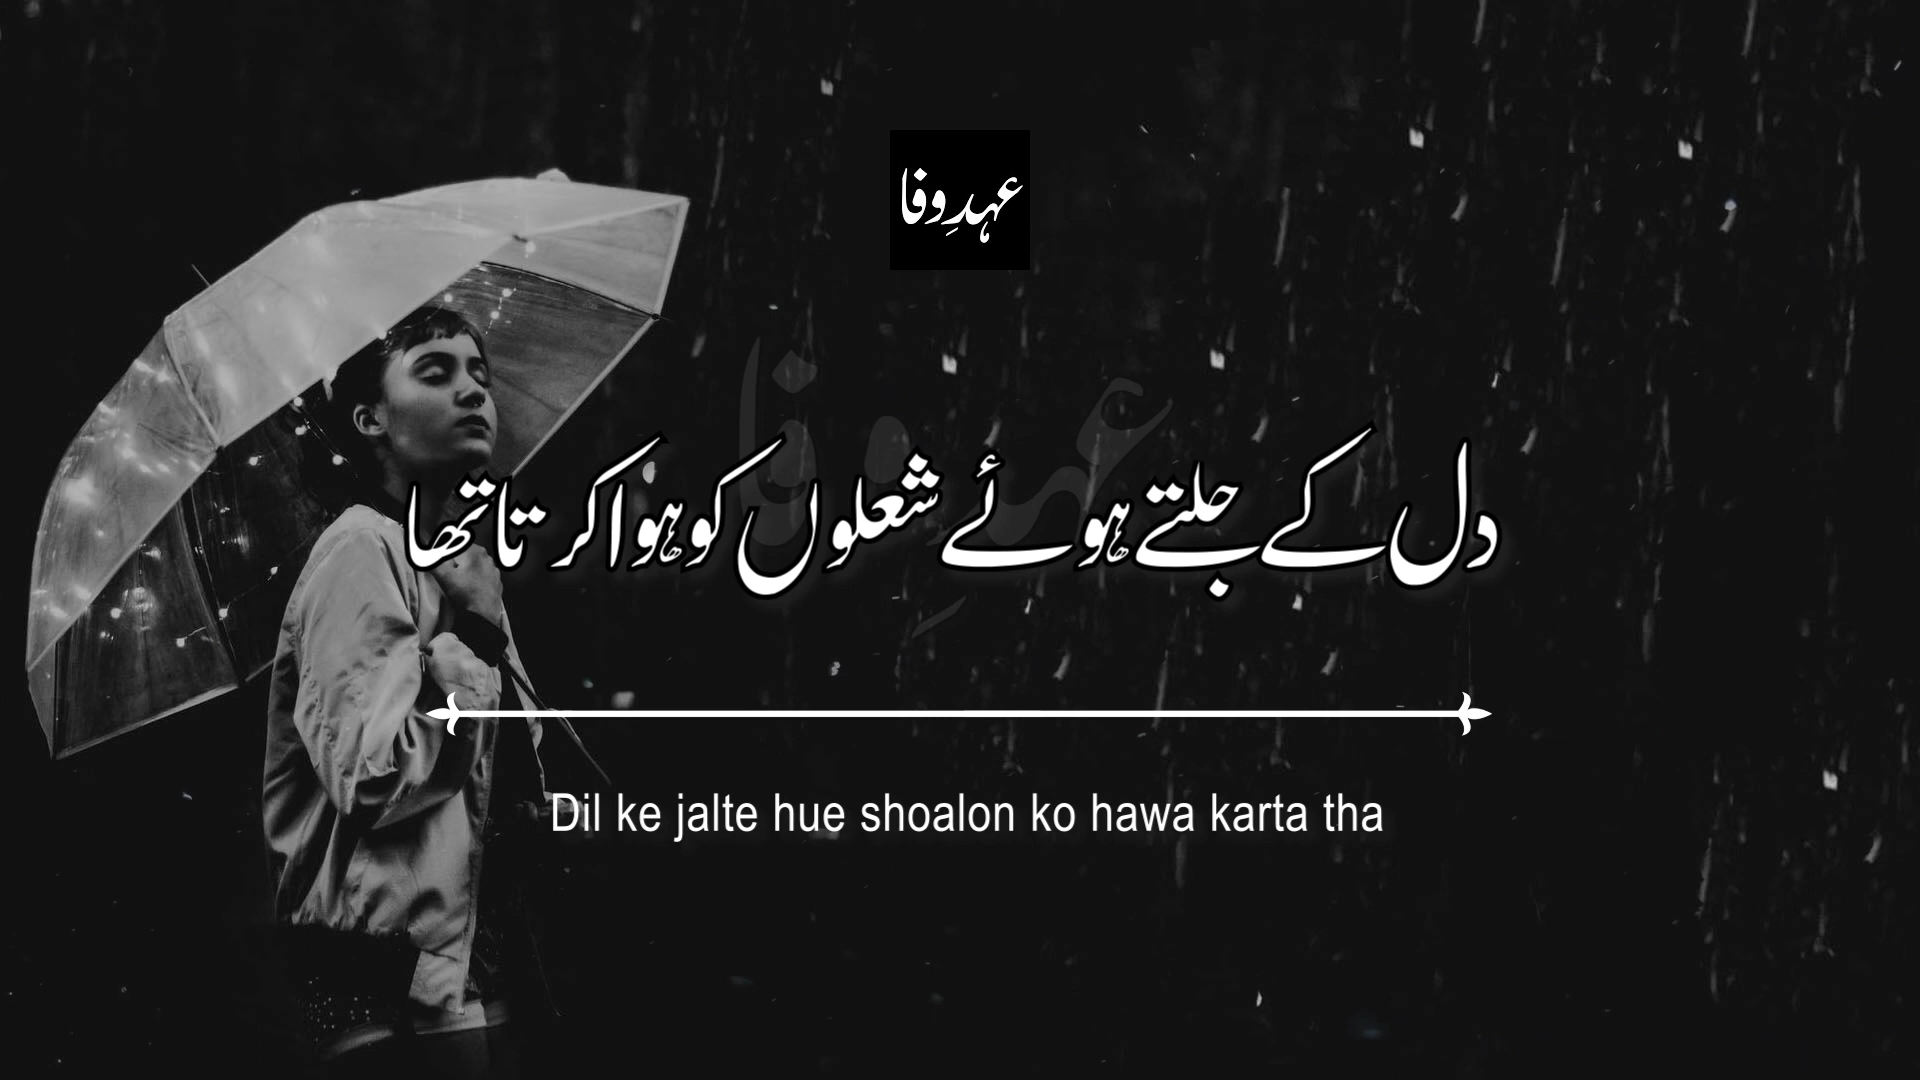 عہدِ وفا
دل کے جلتے ہوئے شعلوں کو ہوا کرتا تھا
Dil ke jalte hue shoalon ko hawa karta tha